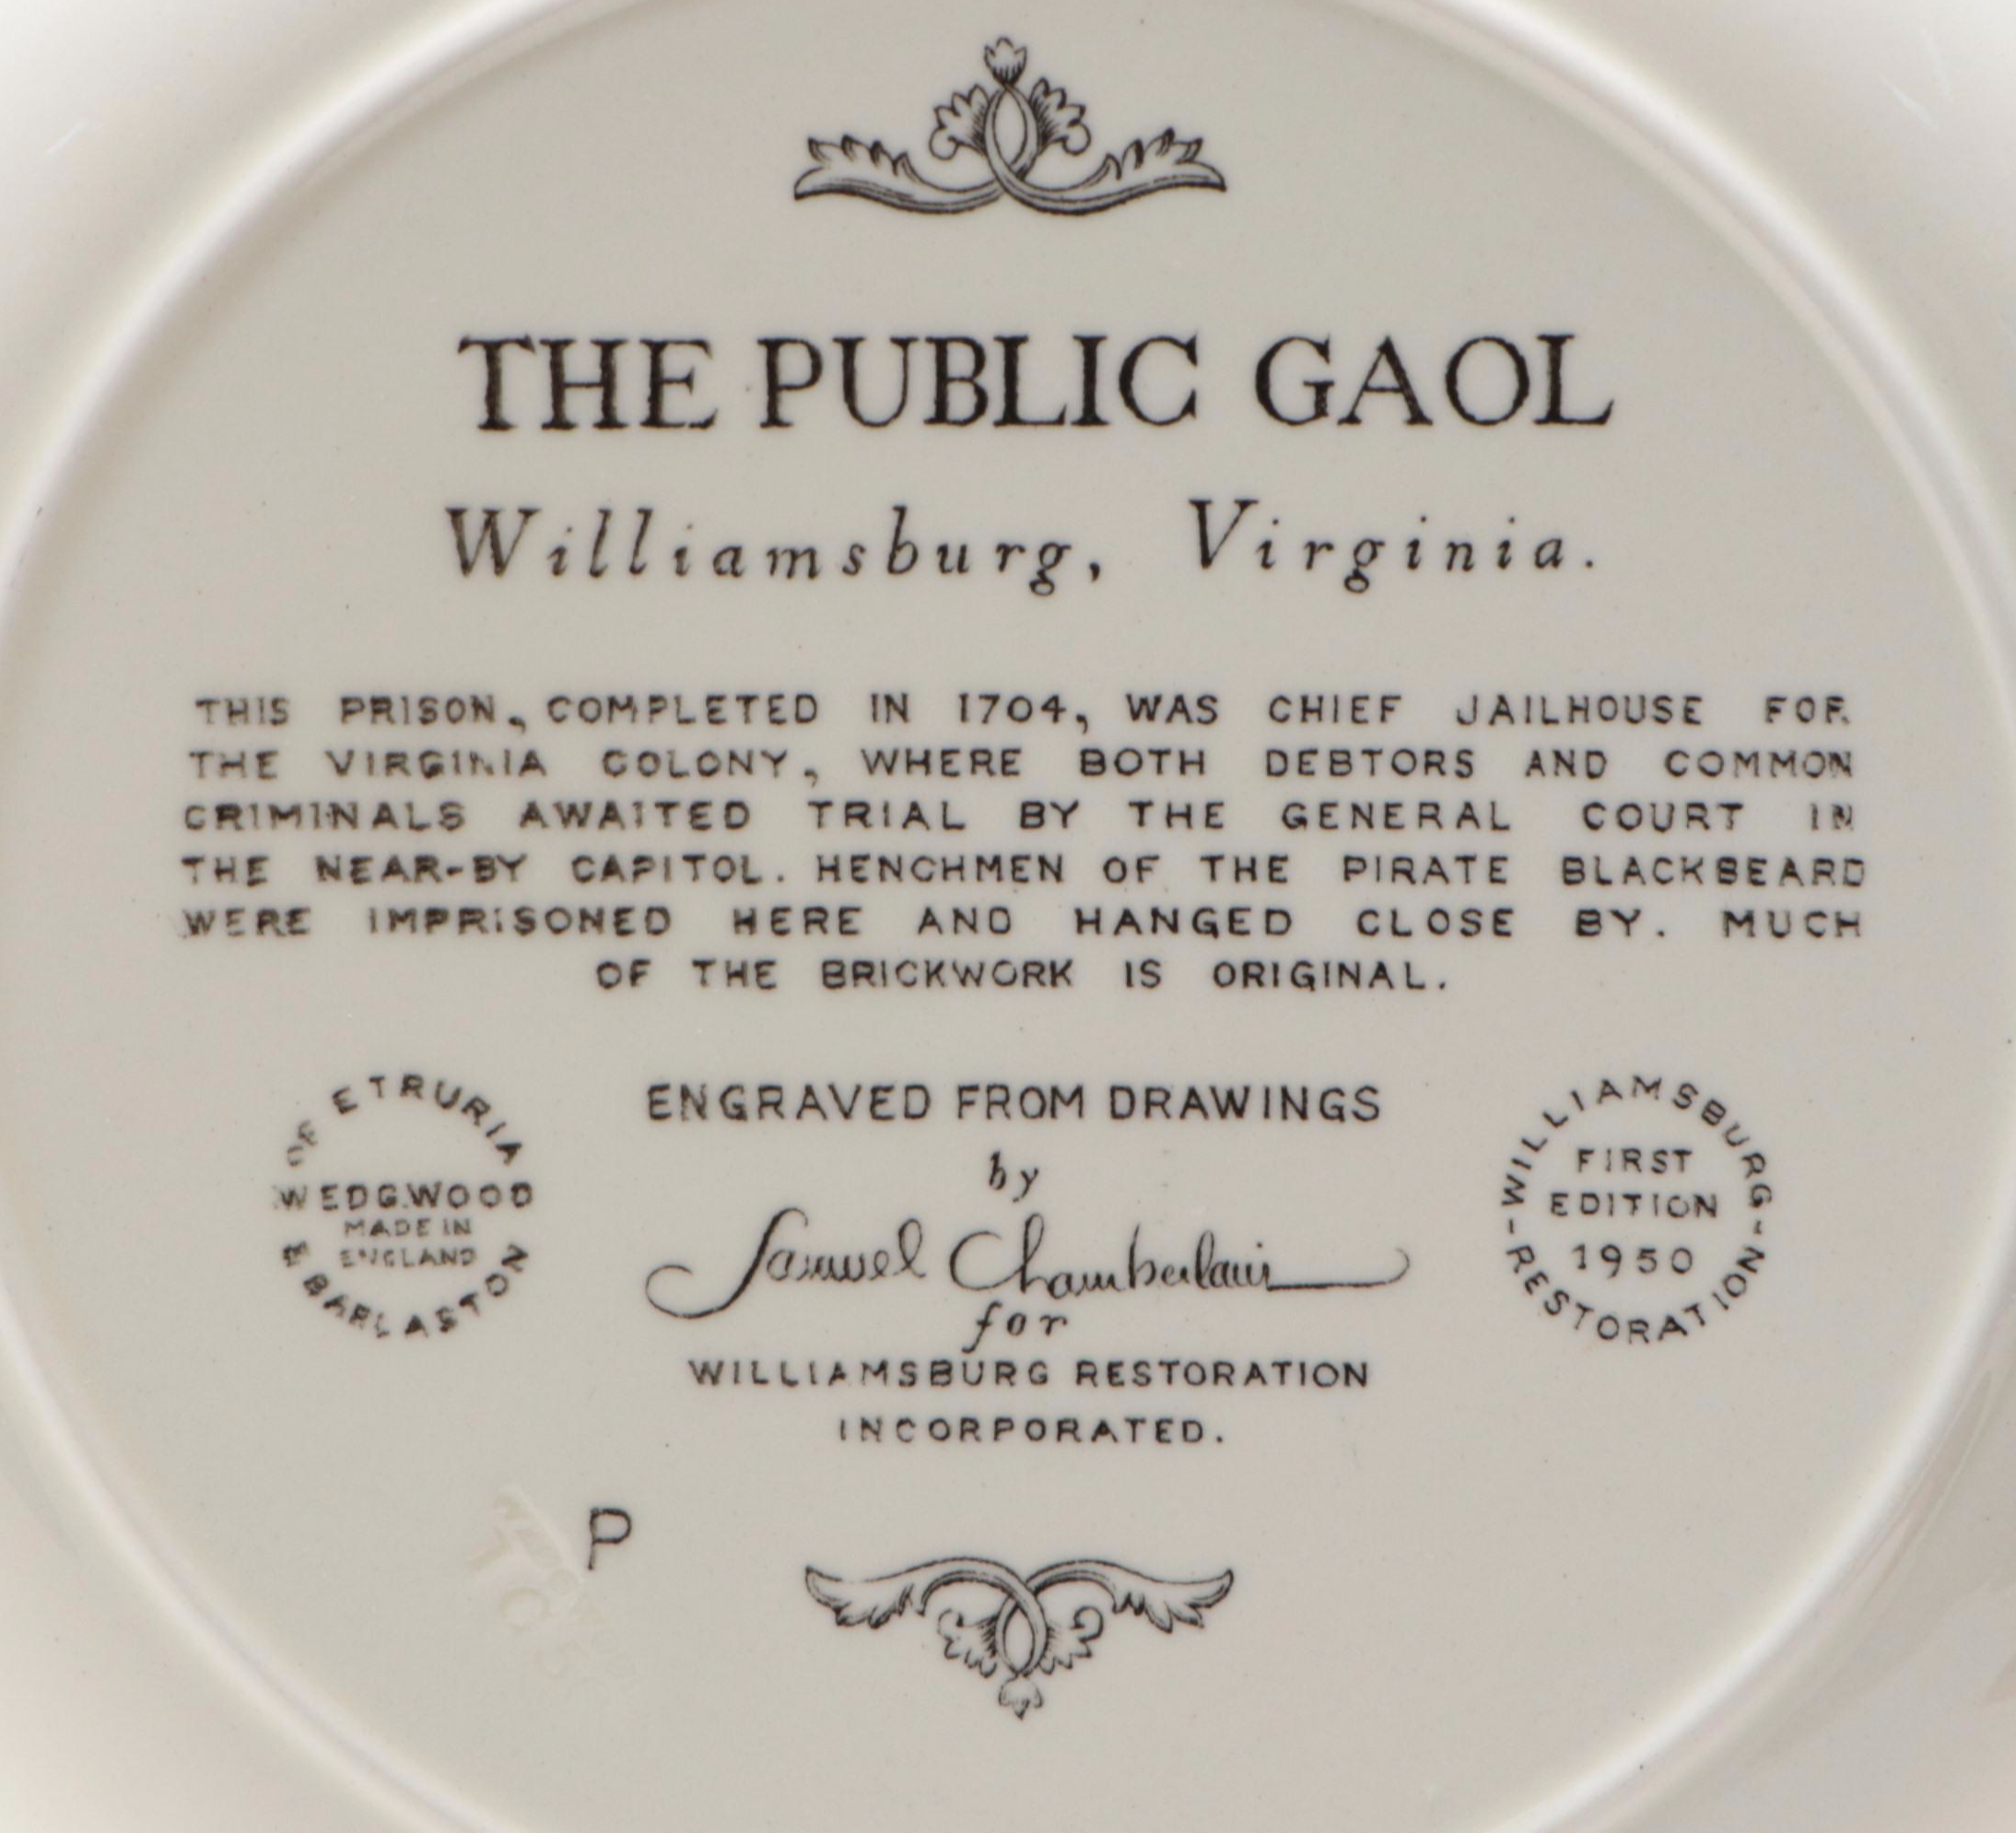 THE PUBLIC GAOL
Williamsburg, Virginia.
THIS PRISON, COMPLETED IN 1704, WAS CHIEF JAILHOUSE FOR
THE VIRGINIA COLONY, WHERE BOTH DEBTORS AND COMMON
CRIMINALS AWAITED TRIAL BY THE GENERAL COURT IN
THE NEAR-BY CAPITOL. HENCHMEN OF THE PIRATE BLACKBEARD
WERE IMPRISONED HERE AND HANGED CLOSE BY. MUCH
OF THE BRICKWORK IS ORIGINAL.
OF ETRURIA
WEDGWOOD
MADE IN
ENGLAND
& BARLASTON
ENGRAVED FROM DRAWINGS
by
Samuel Chamberlain
for
WILLIAMSBURG RESTORATION
INCORPORATED.
-WILLIAMSBURG-
FIRST
EDITION
1950
RESTORATION
P